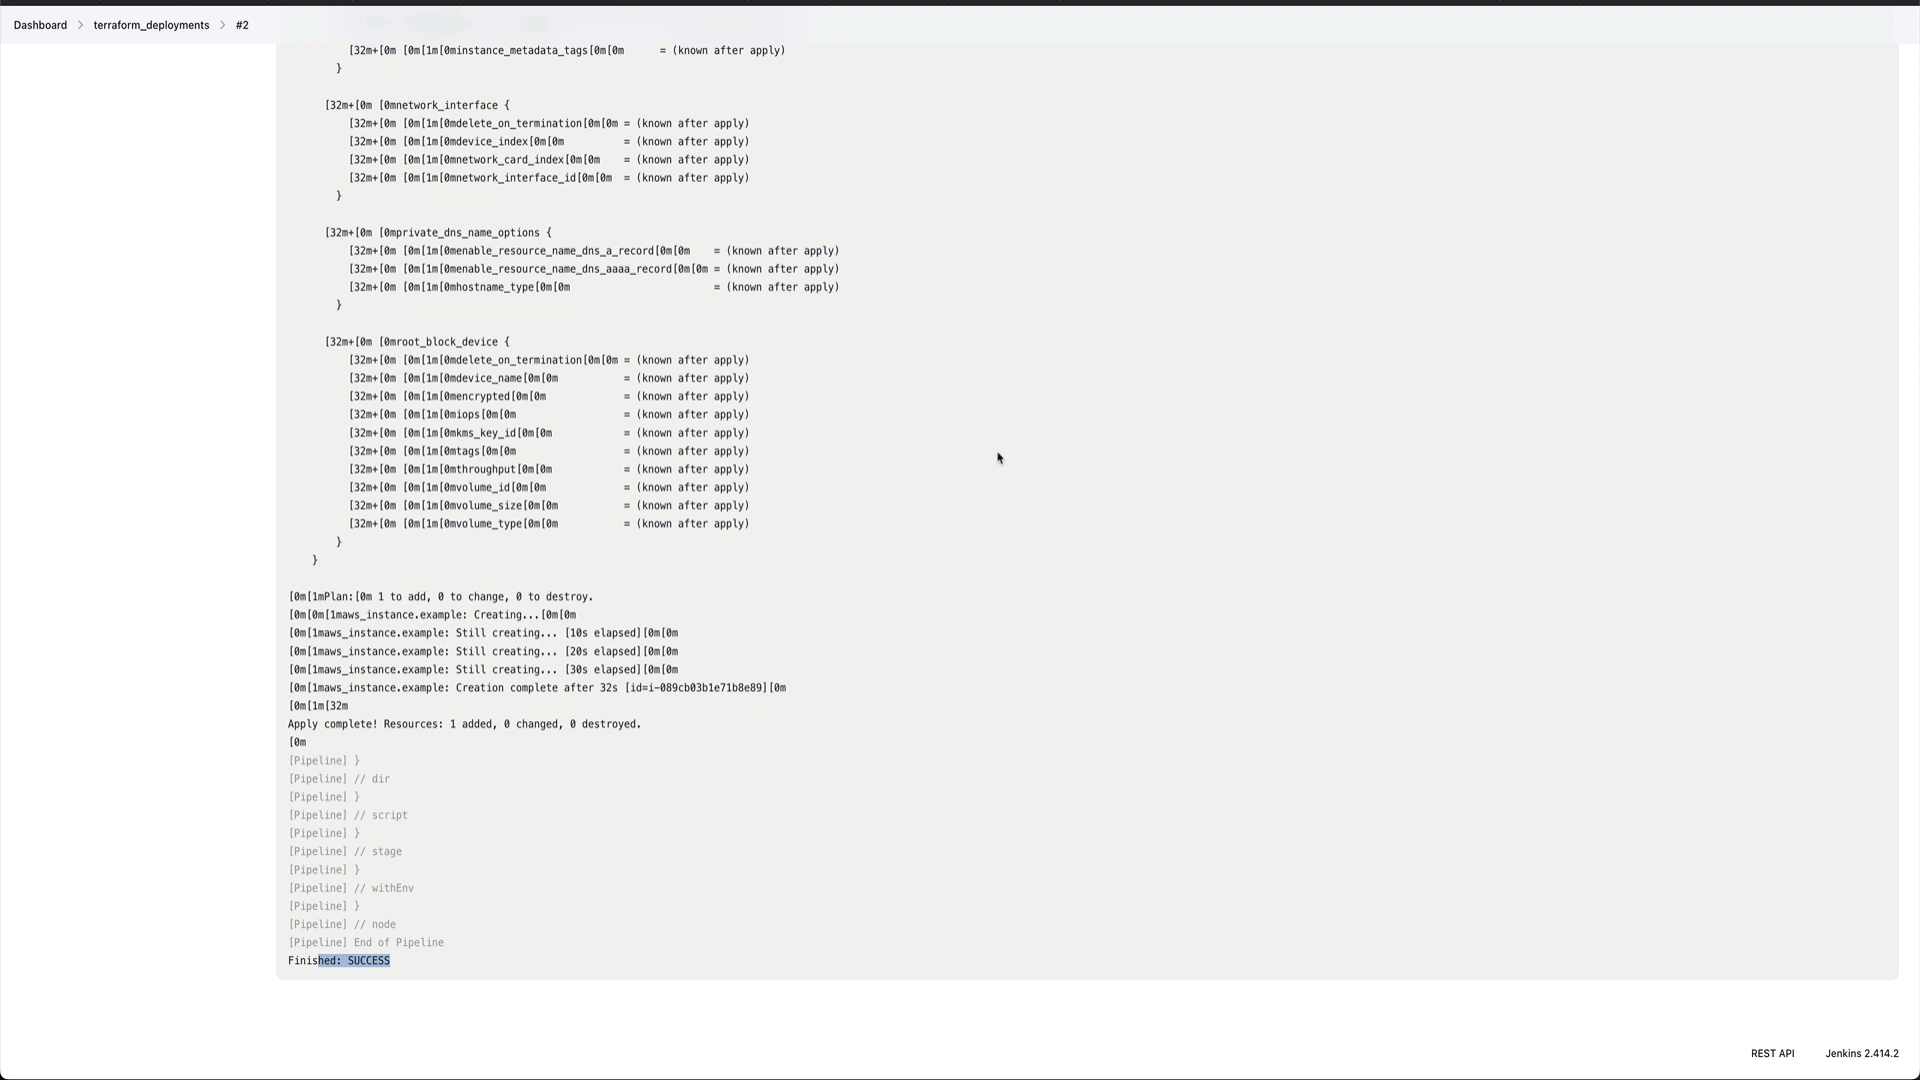 Dashboard > terraform_deployments > #2
[32m+[0m [0m[1m[0minstance_metadata_tags[0m[0m      = (known after apply)
}
[32m+[0m [0mnetwork_interface {
[32m+[0m [0m[1m[0mdelete_on_termination[0m[0m = (known after apply)
[32m+[0m [0m[1m[0mdevice_index[0m[0m          = (known after apply)
[32m+[0m [0m[1m[0mnetwork_card_index[0m[0m    = (known after apply)
[32m+[0m [0m[1m[0mnetwork_interface_id[0m[0m  = (known after apply)
}
[32m+[0m [0mprivate_dns_name_options {
[32m+[0m [0m[1m[0menable_resource_name_dns_a_record[0m[0m    = (known after apply)
[32m+[0m [0m[1m[0menable_resource_name_dns_aaaa_record[0m[0m = (known after apply)
[32m+[0m [0m[1m[0mhostname_type[0m[0m                        = (known after apply)
}
[32m+[0m [0mroot_block_device {
[32m+[0m [0m[1m[0mdelete_on_termination[0m[0m = (known after apply)
[32m+[0m [0m[1m[0mdevice_name[0m[0m           = (known after apply)
[32m+[0m [0m[1m[0mencrypted[0m[0m             = (known after apply)
[32m+[0m [0m[1m[0miops[0m[0m                  = (known after apply)
[32m+[0m [0m[1m[0mkms_key_id[0m[0m            = (known after apply)
[32m+[0m [0m[1m[0mtags[0m[0m                  = (known after apply)
[32m+[0m [0m[1m[0mthroughput[0m[0m            = (known after apply)
[32m+[0m [0m[1m[0mvolume_id[0m[0m             = (known after apply)
[32m+[0m [0m[1m[0mvolume_size[0m[0m           = (known after apply)
[32m+[0m [0m[1m[0mvolume_type[0m[0m           = (known after apply)
}
}
[0m[1mPlan:[0m 1 to add, 0 to change, 0 to destroy.
[0m[0m[1maws_instance.example: Creating...[0m[0m
[0m[1maws_instance.example: Still creating... [10s elapsed][0m[0m
[0m[1maws_instance.example: Still creating... [20s elapsed][0m[0m
[0m[1maws_instance.example: Still creating... [30s elapsed][0m[0m
[0m[1maws_instance.example: Creation complete after 32s [id=i-089cb03b1e71b8e89][0m
[0m[1m[32m
Apply complete! Resources: 1 added, 0 changed, 0 destroyed.
[0m
[Pipeline] }
[Pipeline] // dir
[Pipeline] }
[Pipeline] // script
[Pipeline] }
[Pipeline] // stage
[Pipeline] }
[Pipeline] // withEnv
[Pipeline] }
[Pipeline] // node
[Pipeline] End of Pipeline
Finished: SUCCESS
REST API    Jenkins 2.414.2